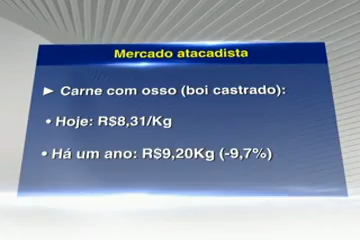 Mercado atacadista
► Carne com osso (boi castrado):
• Hoje: R$8,31/Kg
• Há um ano: R$9,20Kg (-9,7%)